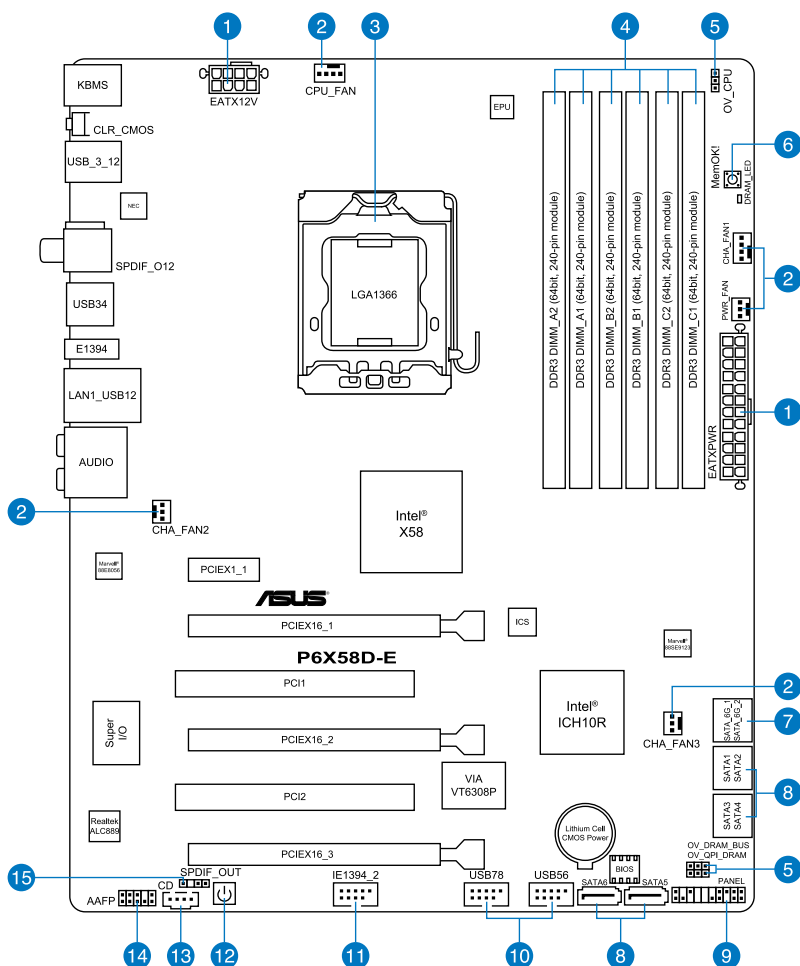 1
2
3
4
5
KBMS
EATX12V
CPU_FAN
OV_CPU
EPU
CLR_CMOS
USB_3_12
MemOK!
6
DRAM_LED
NEC
SPDIF_O12
CHA_FAN1
2
USB34
PWR_FAN
LGA1366
DDR3 DIMM_A2 (64bit, 240-pin module)
DDR3 DIMM_A1 (64bit, 240-pin module)
DDR3 DIMM_B2 (64bit, 240-pin module)
DDR3 DIMM_B1 (64bit, 240-pin module)
DDR3 DIMM_C2 (64bit, 240-pin module)
DDR3 DIMM_C1 (64bit, 240-pin module)
E1394
LAN1_USB12
1
EATXPWR
AUDIO
2
CHA_FAN2
Intel®
X58
Marvell®
88E8056
PCIEX1_1
ASUS
PCIEX16_1
ICS
Marvell®
88SE9123
P6X58D-E
PCI1
2
Super
I/O
Intel®
ICH10R
CHA_FAN3
SATA_6G_1
SATA_6G_2
7
PCIEX16_2
VIA
VT6308P
SATA1
SATA2
8
PCI2
SATA3
SATA4
Realtek
ALC889
Lithium Cell
CMOS Power
OV_DRAM_BUS
OV_QPI_DRAM
PCIEX16_3
BIOS
5
15
SPDIF_OUT
CD
AAFP
IE1394_2
USB78
USB56
SATA6
SATA5
PANEL
14
13
12
11
10
8
9